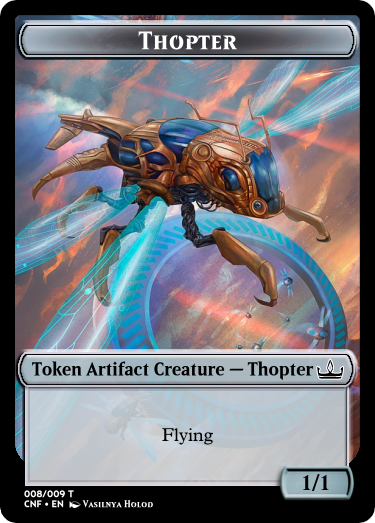 Thopter
Token Artifact Creature — Thopter
Flying
1/1
008/009 T
CNF • EN Vasilnya Holod